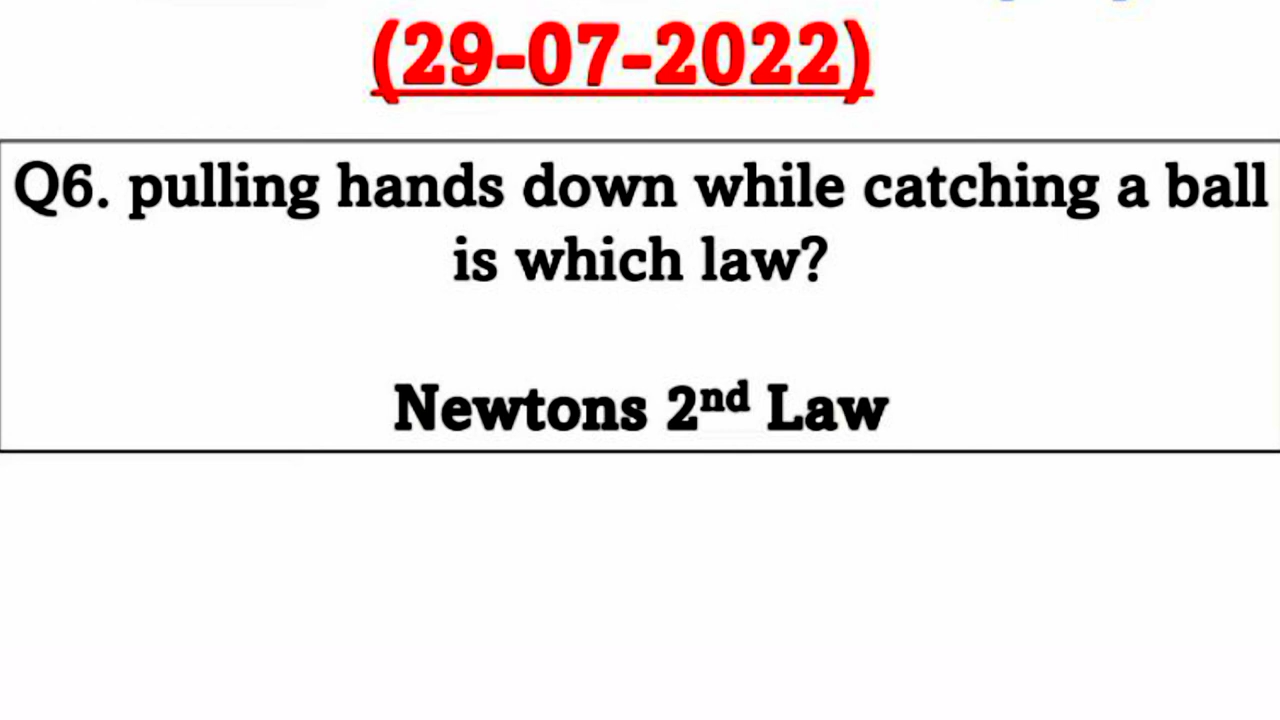 (29-07-2022)
Q6. pulling hands down while catching a ball
is which law?
Newtons 2nd Law